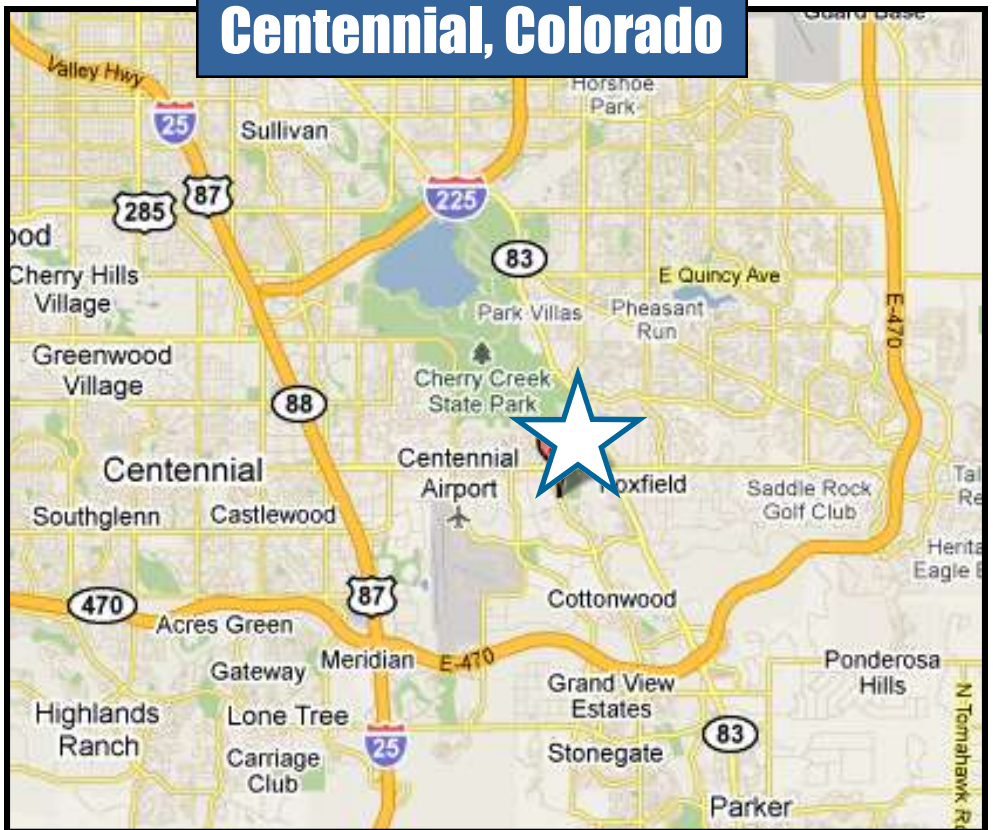 Centennial, Colorado
Guard Base
Valley Hwy
Horshoe
Park
25
Sullivan
87
285
225
83
E Quincy Ave
Cherry Hills
Village
Park Villas
Pheasant
Run
E-470
Greenwood
Village
Cherry Creek
State Park
88
Centennial
Centennial
Airport
Saddle Rock
Golf Club
Southglenn
Castlewood
87
470
Cottonwood
Acres Green
Gateway
Meridian
E-470
Grand View
Estates
Ponderosa
Hills
Highlands
Ranch
Lone Tree
25
83
Stonegate
Carriage
Club
Parker
N Tomahawk